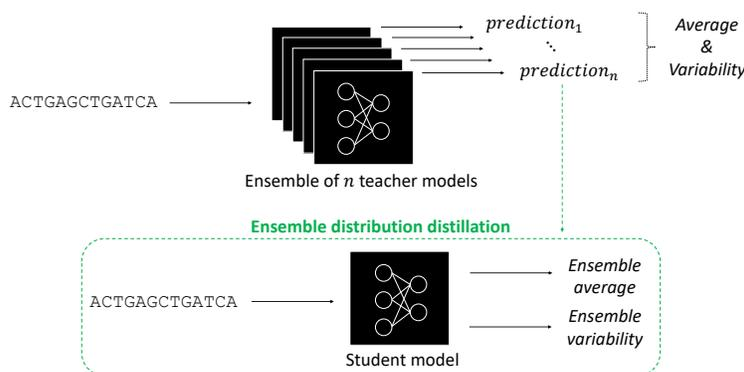 prediction₁
⋱
predictionₙ
Average
&
Variability
ACTGAGCTGATCA
Ensemble of n teacher models
Ensemble distribution distillation
ACTGAGCTGATCA
Ensemble
average
Ensemble
variability
Student model